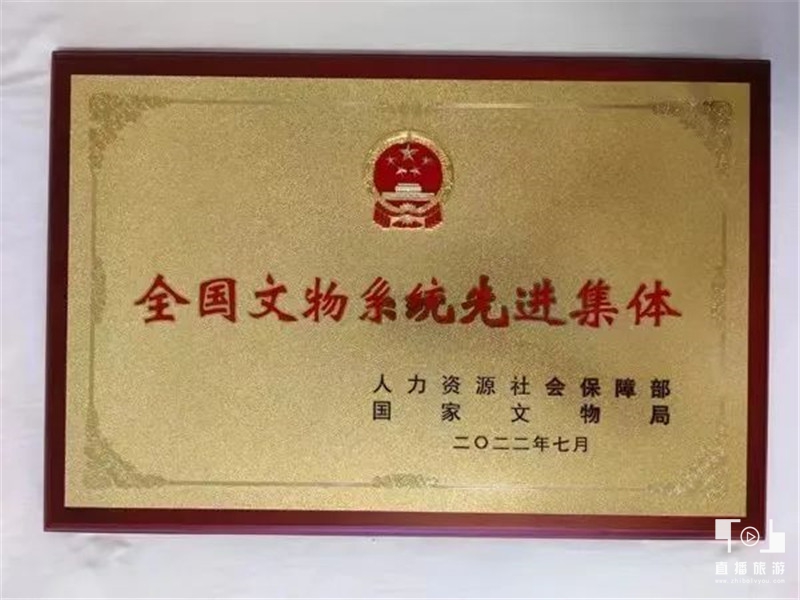 全国文物系统先进集体
人力资源社会保障部
国家文物局
二〇二二年七月
直播旅游